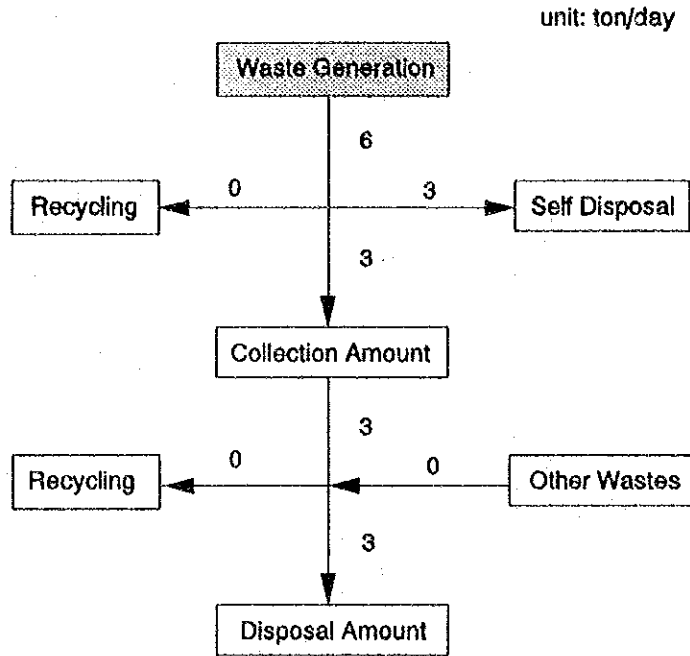 unit: ton/day
Waste Generation
6
Recycling
0
3
Self Disposal
3
Collection Amount
3
Recycling
0
0
Other Wastes
3
Disposal Amount